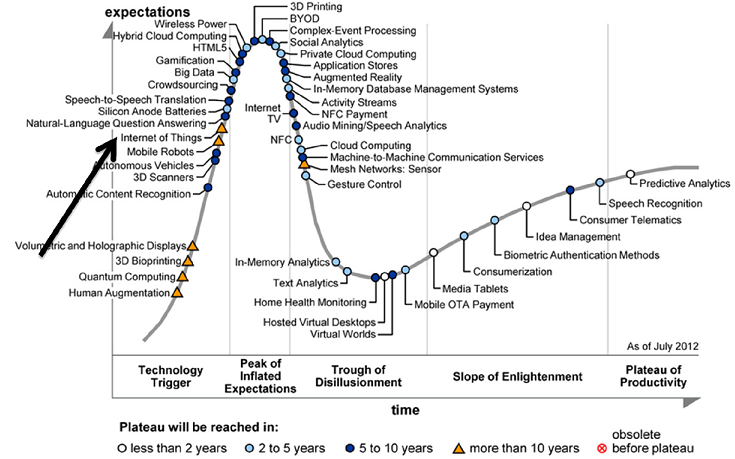 expectations
3D Printing
BYOD
Wireless Power
Complex-Event Processing
Hybrid Cloud Computing
Social Analytics
HTML5
Private Cloud Computing
Gamification
Application Stores
Big Data
Augmented Reality
Crowdsourcing
In-Memory Database Management Systems
Speech-to-Speech Translation
Activity Streams
Silicon Anode Batteries
NFC Payment
Natural-Language Question Answering
Internet
TV
Audio Mining/Speech Analytics
Internet of Things
NFC
Cloud Computing
Mobile Robots
Machine-to-Machine Communication Services
Autonomous Vehicles
Mesh Networks: Sensor
3D Scanners
Gesture Control
Automatic Content Recognition
Predictive Analytics
Speech Recognition
Consumer Telematics
Idea Management
Volumetric and Holographic Displays
Biometric Authentication Methods
3D Bioprinting
In-Memory Analytics
Consumerization
Quantum Computing
Text Analytics
Media Tablets
Human Augmentation
Home Health Monitoring
Mobile OTA Payment
Hosted Virtual Desktops
Virtual Worlds
As of July 2012
Technology
Trigger
Peak of
Inflated
Expectations
Trough of
Disillusionment
Slope of Enlightenment
Plateau of
Productivity
time
Plateau will be reached in:
less than 2 years
2 to 5 years
5 to 10 years
more than 10 years
obsolete
before plateau